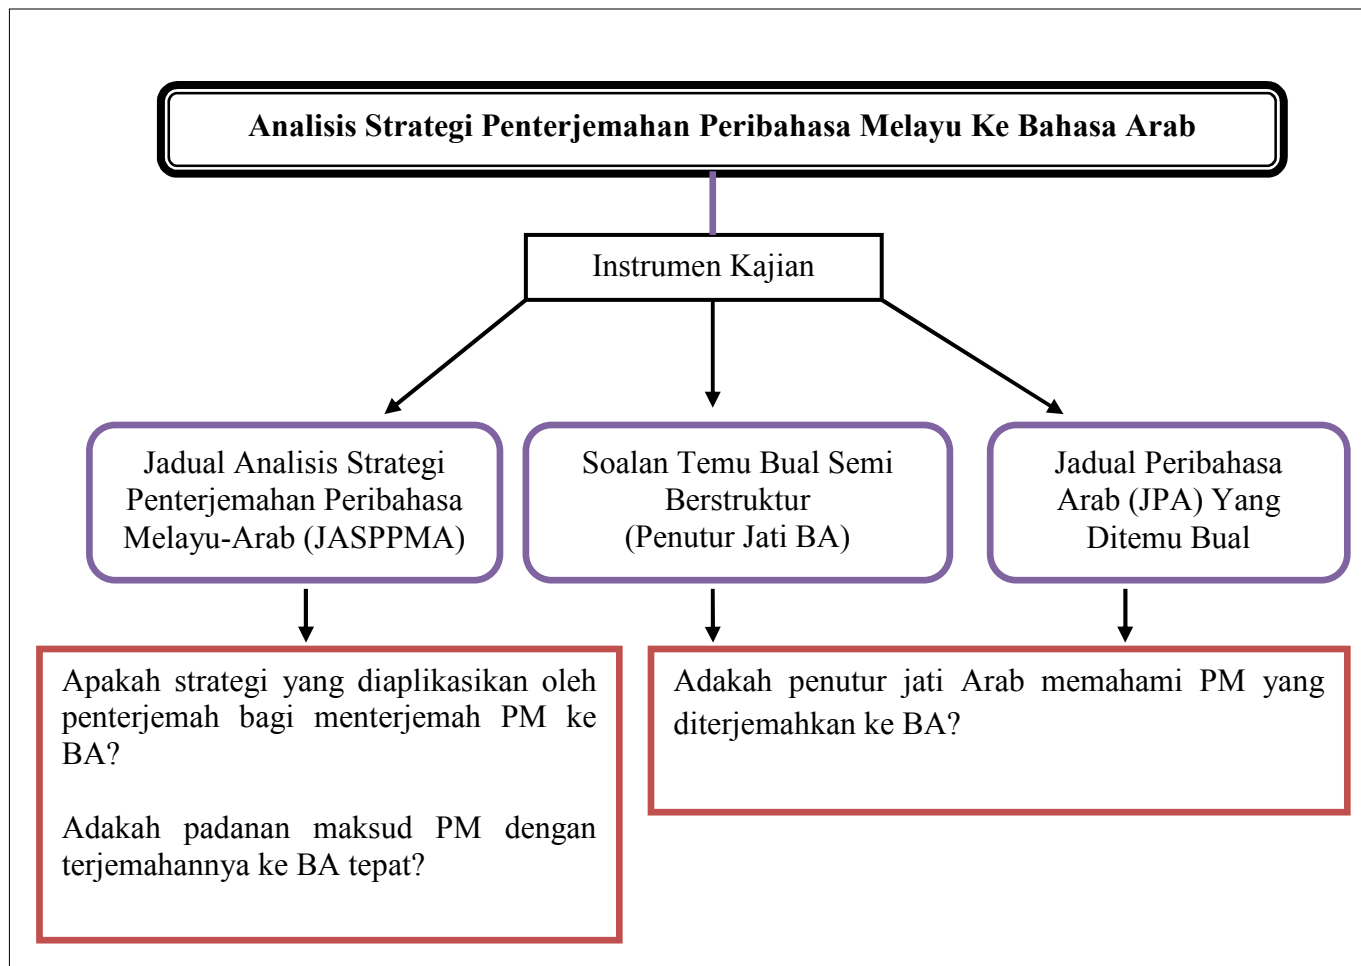 Analisis Strategi Penterjemahan Peribahasa Melayu Ke Bahasa Arab
Instrumen Kajian
Jadual Analisis Strategi
Penterjemahan Peribahasa
Melayu-Arab (JASPPMA)
Soalan Temu Bual Semi
Berstruktur
(Penutur Jati BA)
Jadual Peribahasa
Arab (JPA) Yang
Ditemu Bual
Apakah strategi yang diaplikasikan oleh
penterjemah bagi menterjemah PM ke
BA?
Adakah padanan maksud PM dengan
terjemahannya ke BA tepat?
Adakah penutur jati Arab memahami PM yang
diterjemahkan ke BA?